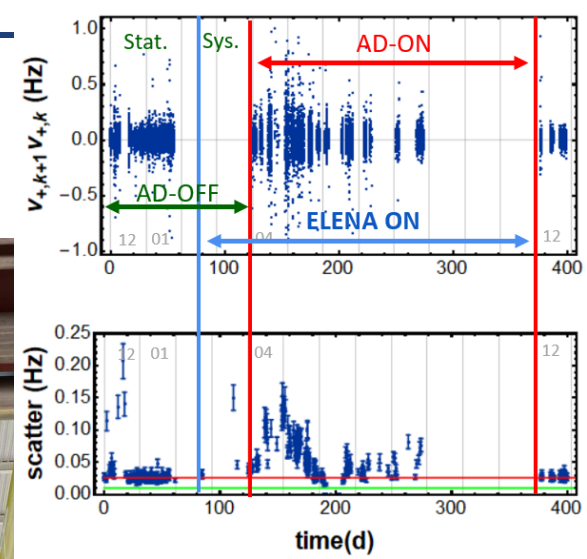 1.0
Stat. Sys. AD-ON
0.5
ν+,k+1 ν+,k (Hz)
0.0
−0.5
AD-OFF
ELENA ON
12 01 04 12
−1.0
0 100 200 300 400
0.25
12 01 04 12
0.20
0.15
scatter (Hz)
0.10
0.05
0.00
0 100 200 300 400
time(d)